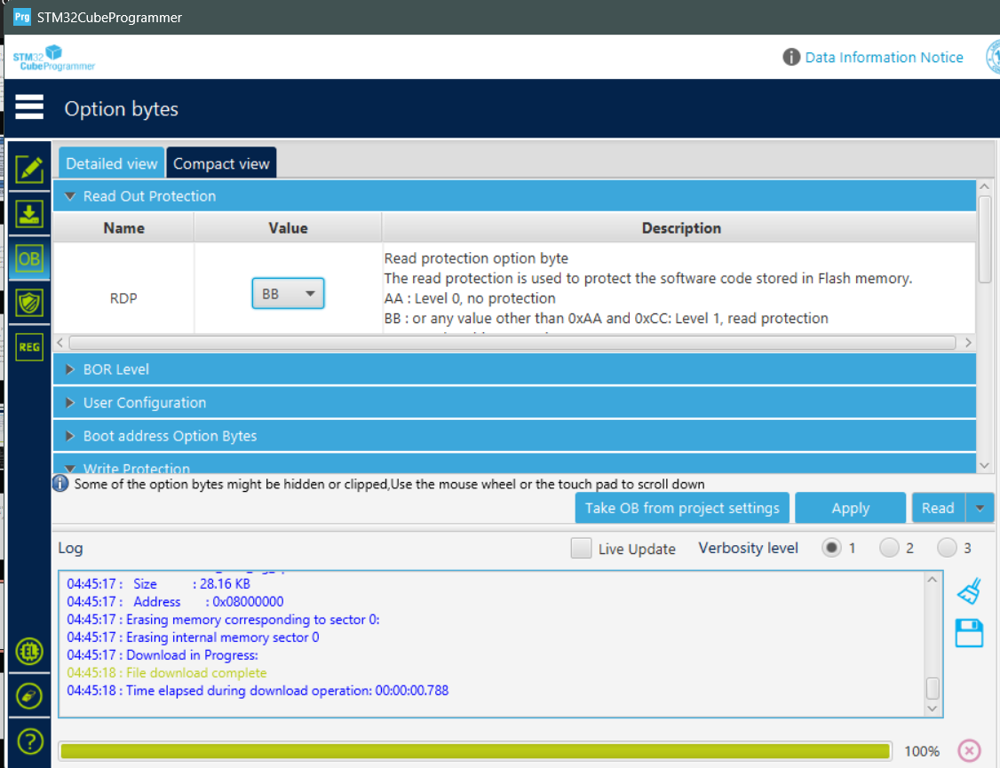 Prg STM32CubeProgrammer
STM32
CubeProgrammer
Data Information Notice
Option bytes
Detailed view
Compact view
Read Out Protection
Name
Value
Description
RDP
BB
Read protection option byte
The read protection is used to protect the software code stored in Flash memory.
AA : Level 0, no protection
BB : or any value other than 0xAA and 0xCC: Level 1, read protection
BOR Level
User Configuration
Boot address Option Bytes
Write Protection
Some of the option bytes might be hidden or clipped,Use the mouse wheel or the touch pad to scroll down
Take OB from project settings
Apply
Read
Log
Live Update
Verbosity level
1
2
3
04:45:17 : Size : 28.16 KB
04:45:17 : Address : 0x08000000
04:45:17 : Erasing memory corresponding to sector 0:
04:45:17 : Erasing internal memory sector 0
04:45:17 : Download in Progress:
04:45:18 : File download complete
04:45:18 : Time elapsed during download operation: 00:00:00.788
100%
OB
REG
EL
?